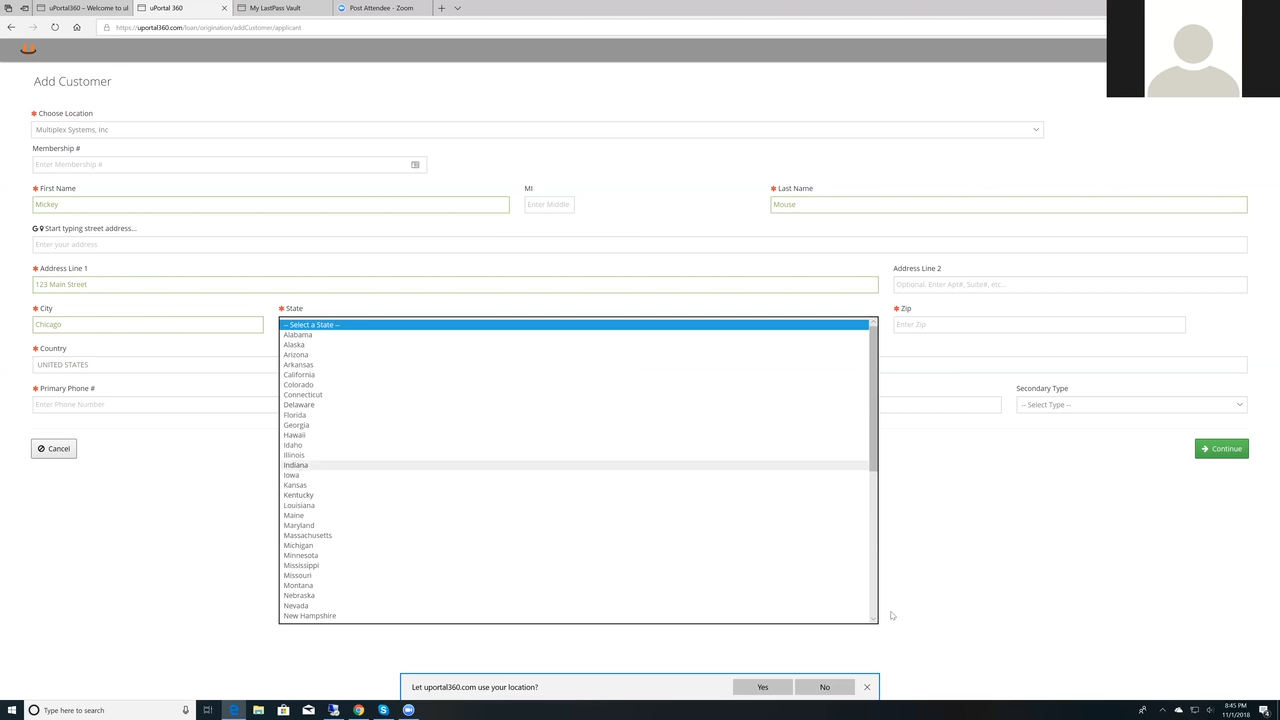 uPortal360 – Welcome to ul
uPortal 360
My LastPass Vault
Post Attendee - Zoom
https://uportal360.com/loan/origination/addCustomer/applicant
Add Customer
✱ Choose Location
Multiplex Systems, Inc
Membership #
Enter Membership #
✱ First Name
MI
✱ Last Name
Mickey
Enter Middle
Mouse
G Start typing street address...
Enter your address
✱ Address Line 1
Address Line 2
123 Main Street
Optional. Enter Apt#, Suite#, etc...
✱ City
✱ State
✱ Zip
Chicago
-- Select a State --
Enter Zip
Alabama
Alaska
Arizona
Arkansas
California
Colorado
Connecticut
Delaware
Florida
Georgia
Hawaii
Idaho
Illinois
Indiana
Iowa
Kansas
Kentucky
Louisiana
Maine
Maryland
Massachusetts
Michigan
Minnesota
Mississippi
Missouri
Montana
Nebraska
Nevada
New Hampshire
✱ Country
UNITED STATES
✱ Primary Phone #
Secondary Type
Enter Phone Number
-- Select Type --
Cancel
Continue
Let uportal360.com use your location?
Yes
No
Type here to search
8:45 PM
11/1/2018